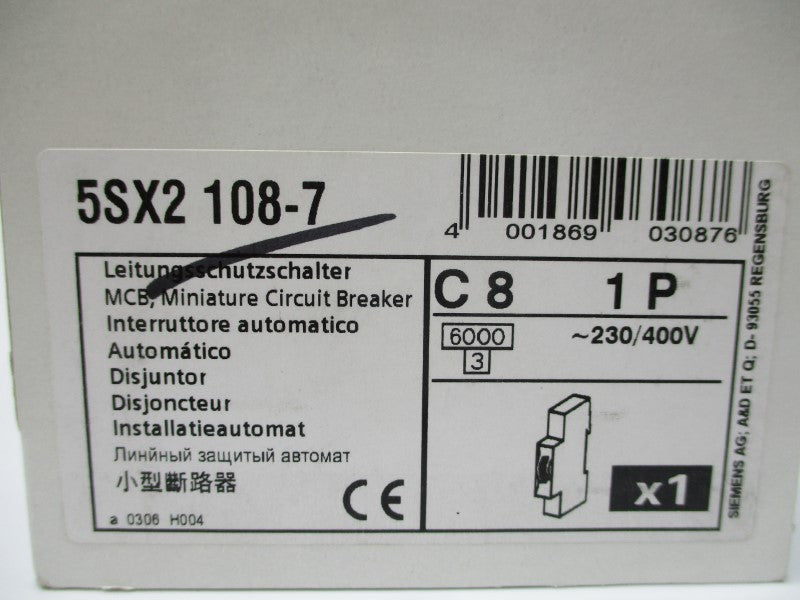 5SX2 108-7
4 001869 030876
Leitungsschutzschalter
MCB, Miniature Circuit Breaker
Interruttore automatico
Automático
Disjuntor
Disjoncteur
Installatieautomat
Линйный защитый автомат
小型斷路器
a 0306 H004
CE
C 8 1 P
6000
3
~230/400V
x1
SIEMENS AG; A&D ET Q; D- 93055 REGENSBURG